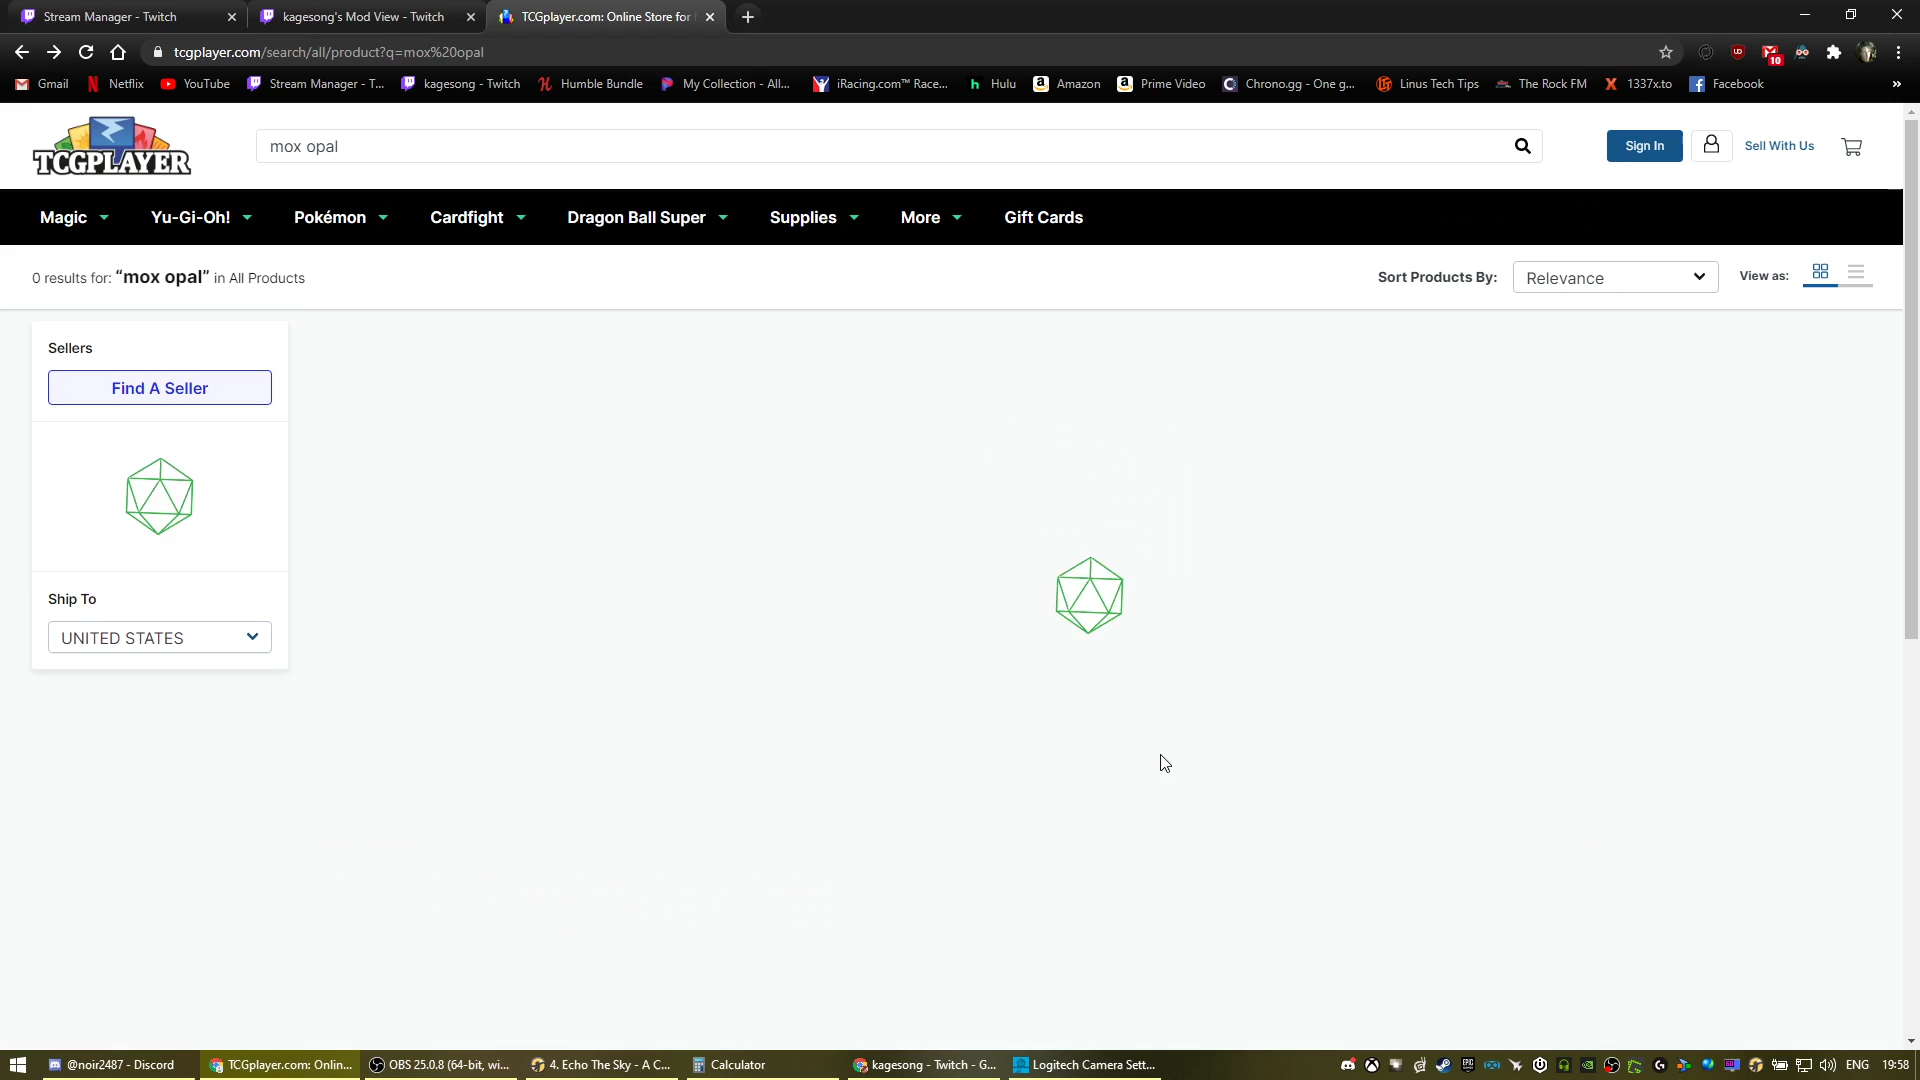 Stream Manager - Twitch
kagesong's Mod View - Twitch
TCGplayer.com: Online Store for
tcgplayer.com/search/all/product?q=mox%20opal
10
Gmail
Netflix
YouTube
Stream Manager - T...
kagesong - Twitch
Humble Bundle
My Collection - All...
iRacing.com™ Race...
Hulu
Amazon
Prime Video
Chrono.gg - One g...
Linus Tech Tips
The Rock FM
1337x.to
Facebook
»
TCGPLAYER
mox opal
Sign In
Sell With Us
Magic
Yu-Gi-Oh!
Pokémon
Cardfight
Dragon Ball Super
Supplies
More
Gift Cards
0 results for: “mox opal” in All Products
Sort Products By:
Relevance
View as:
Sellers
Find A Seller
Ship To
UNITED STATES
@noir2487 - Discord
TCGplayer.com: Onlin...
OBS 25.0.8 (64-bit, wi...
4. Echo The Sky - A C...
Calculator
kagesong - Twitch - G...
Logitech Camera Sett...
ENG
19:58